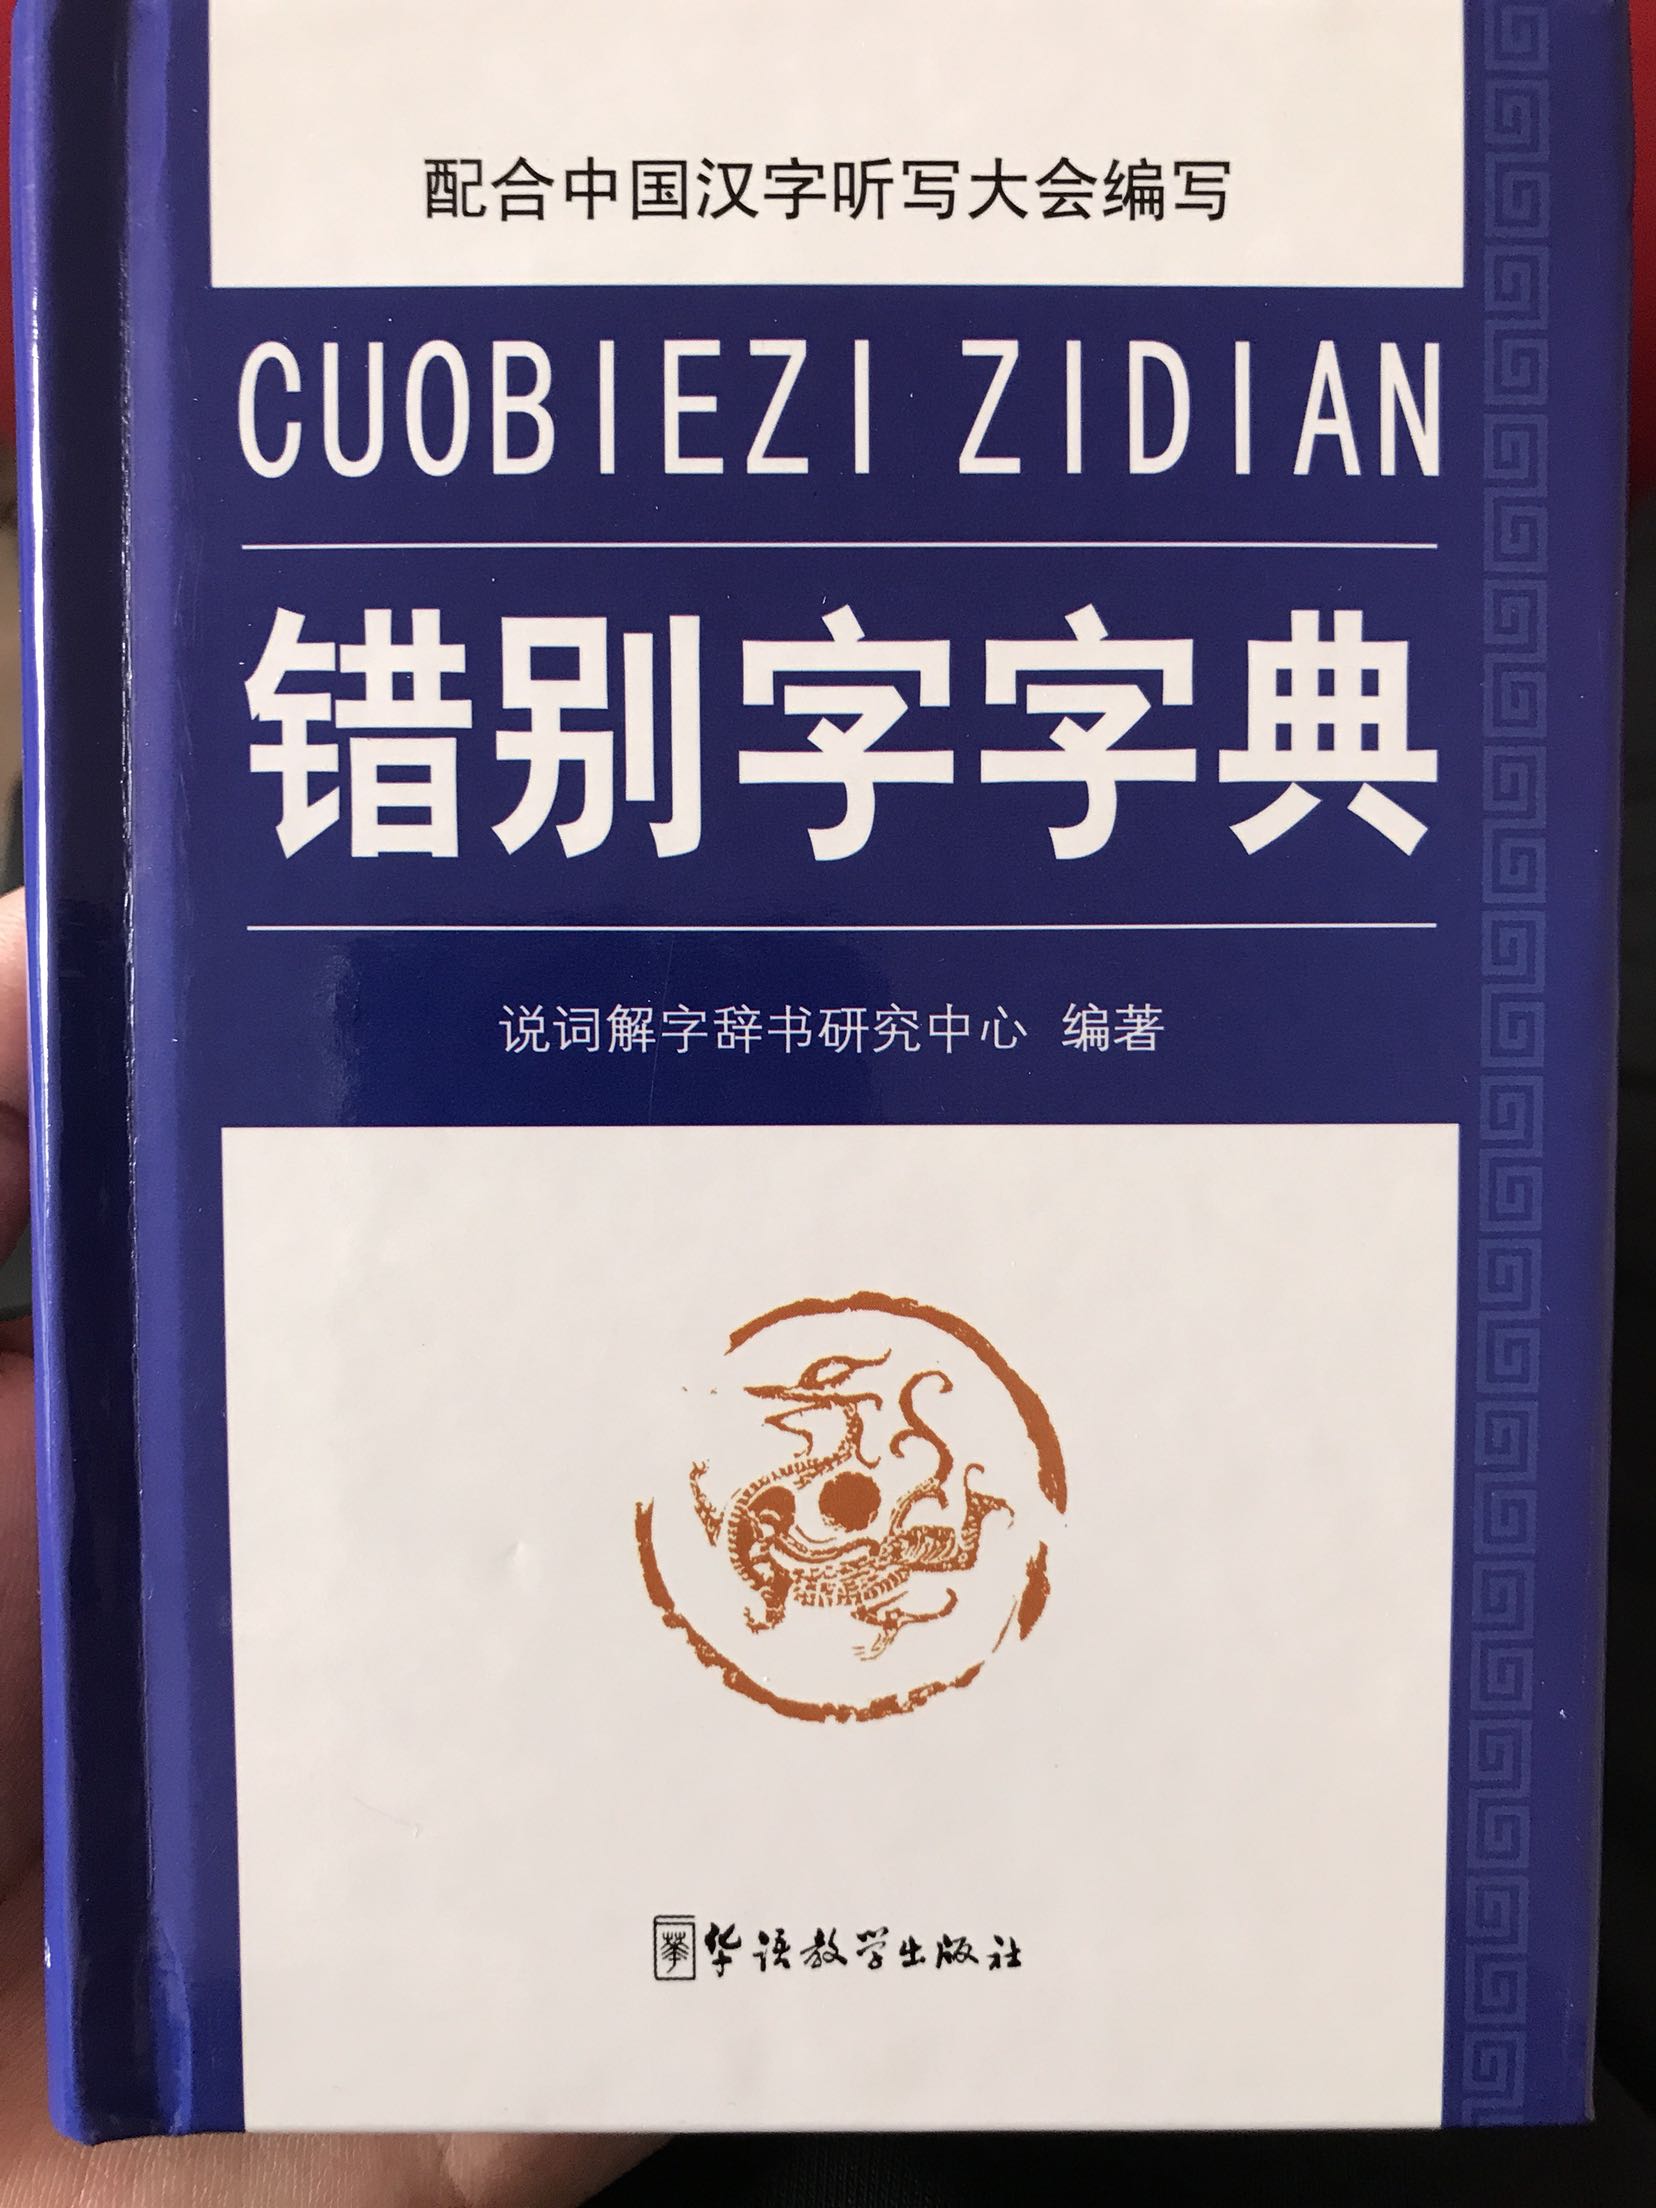 配合中国汉字听写大会编写
CUOBIEZI ZIDIAN
错别字字典
说词解字辞书研究中心 编著
华语教学出版社